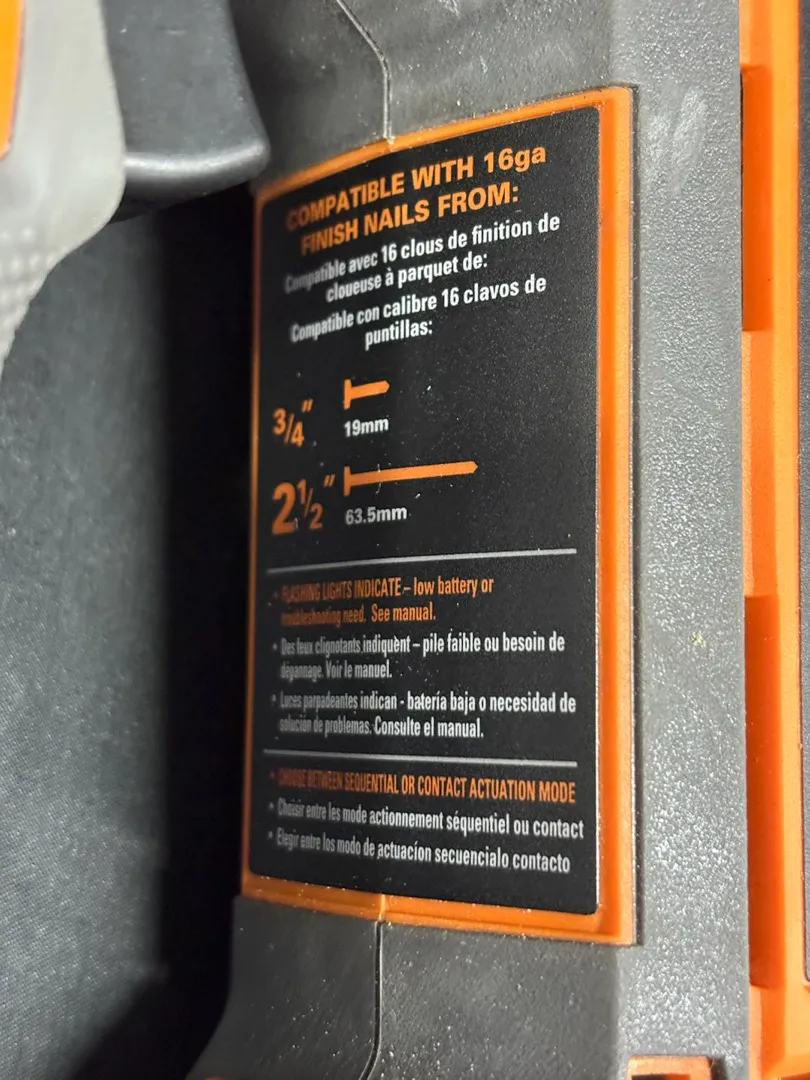 COMPATIBLE WITH 16ga
FINISH NAILS FROM:
Compatible avec 16 clous de finition de
cloueuse à parquet de:
Compatible con calibre 16 clavos de
puntillas:
3/4"
19mm
2 1/2"
63.5mm
• FLASHING LIGHTS INDICATE – low battery or
troubleshooting need. See manual.
• Des feux clignotants indiquent – pile faible ou besoin de
dépannage. Voir le manuel.
• Luces parpadeantes indican - batería baja o necesidad de
solución de problemas. Consulte el manual.
• CHOOSE BETWEEN SEQUENTIAL OR CONTACT ACTUATION MODE
• Choisir entre les mode actionnement séquentiel ou contact
• Elegir entre los modo de actuacíon secuencialo contacto